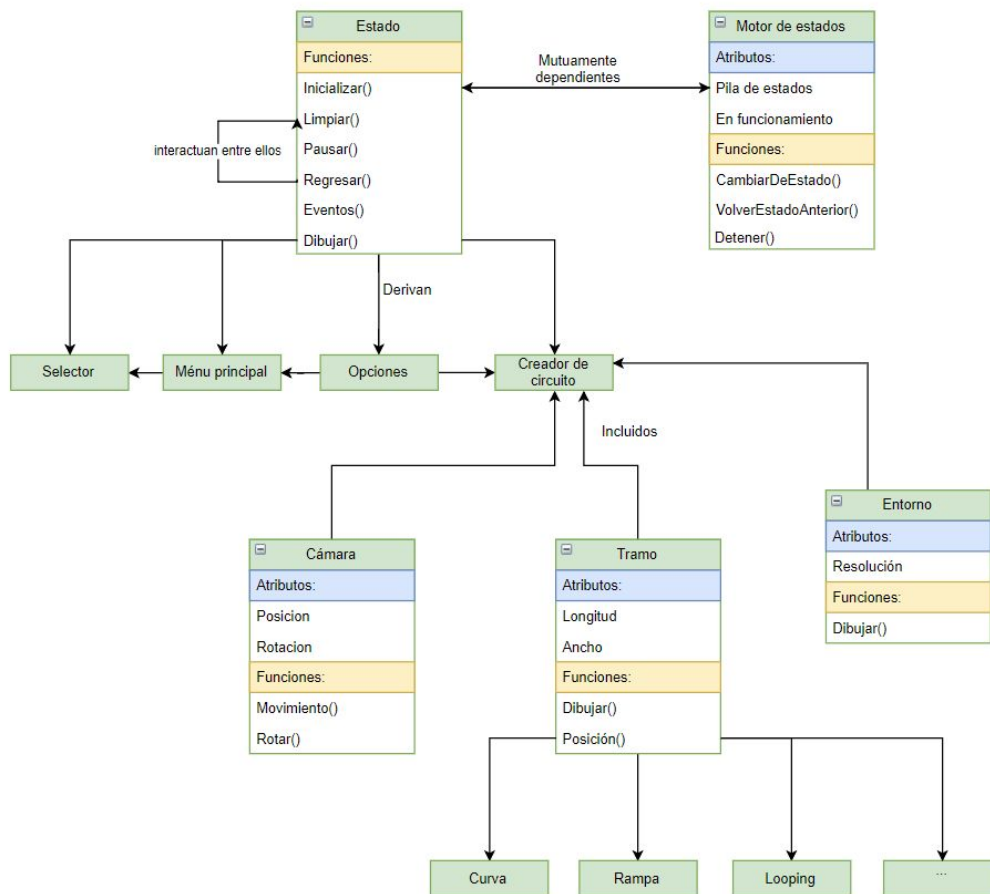 Estado
Funciones:
Inicializar()
Limpiar()
Pausar()
Regresar()
Eventos()
Dibujar()
interactuan entre ellos
Mutuamente
dependientes
Motor de estados
Atributos:
Pila de estados
En funcionamiento
Funciones:
CambiarDeEstado()
VolverEstadoAnterior()
Detener()
Derivan
Selector
Ménu principal
Opciones
Creador de
circuito
Incluidos
Cámara
Atributos:
Posicion
Rotacion
Funciones:
Movimiento()
Rotar()
Tramo
Atributos:
Longitud
Ancho
Funciones:
Dibujar()
Posición()
Entorno
Atributos:
Resolución
Funciones:
Dibujar()
Curva
Rampa
Looping
...